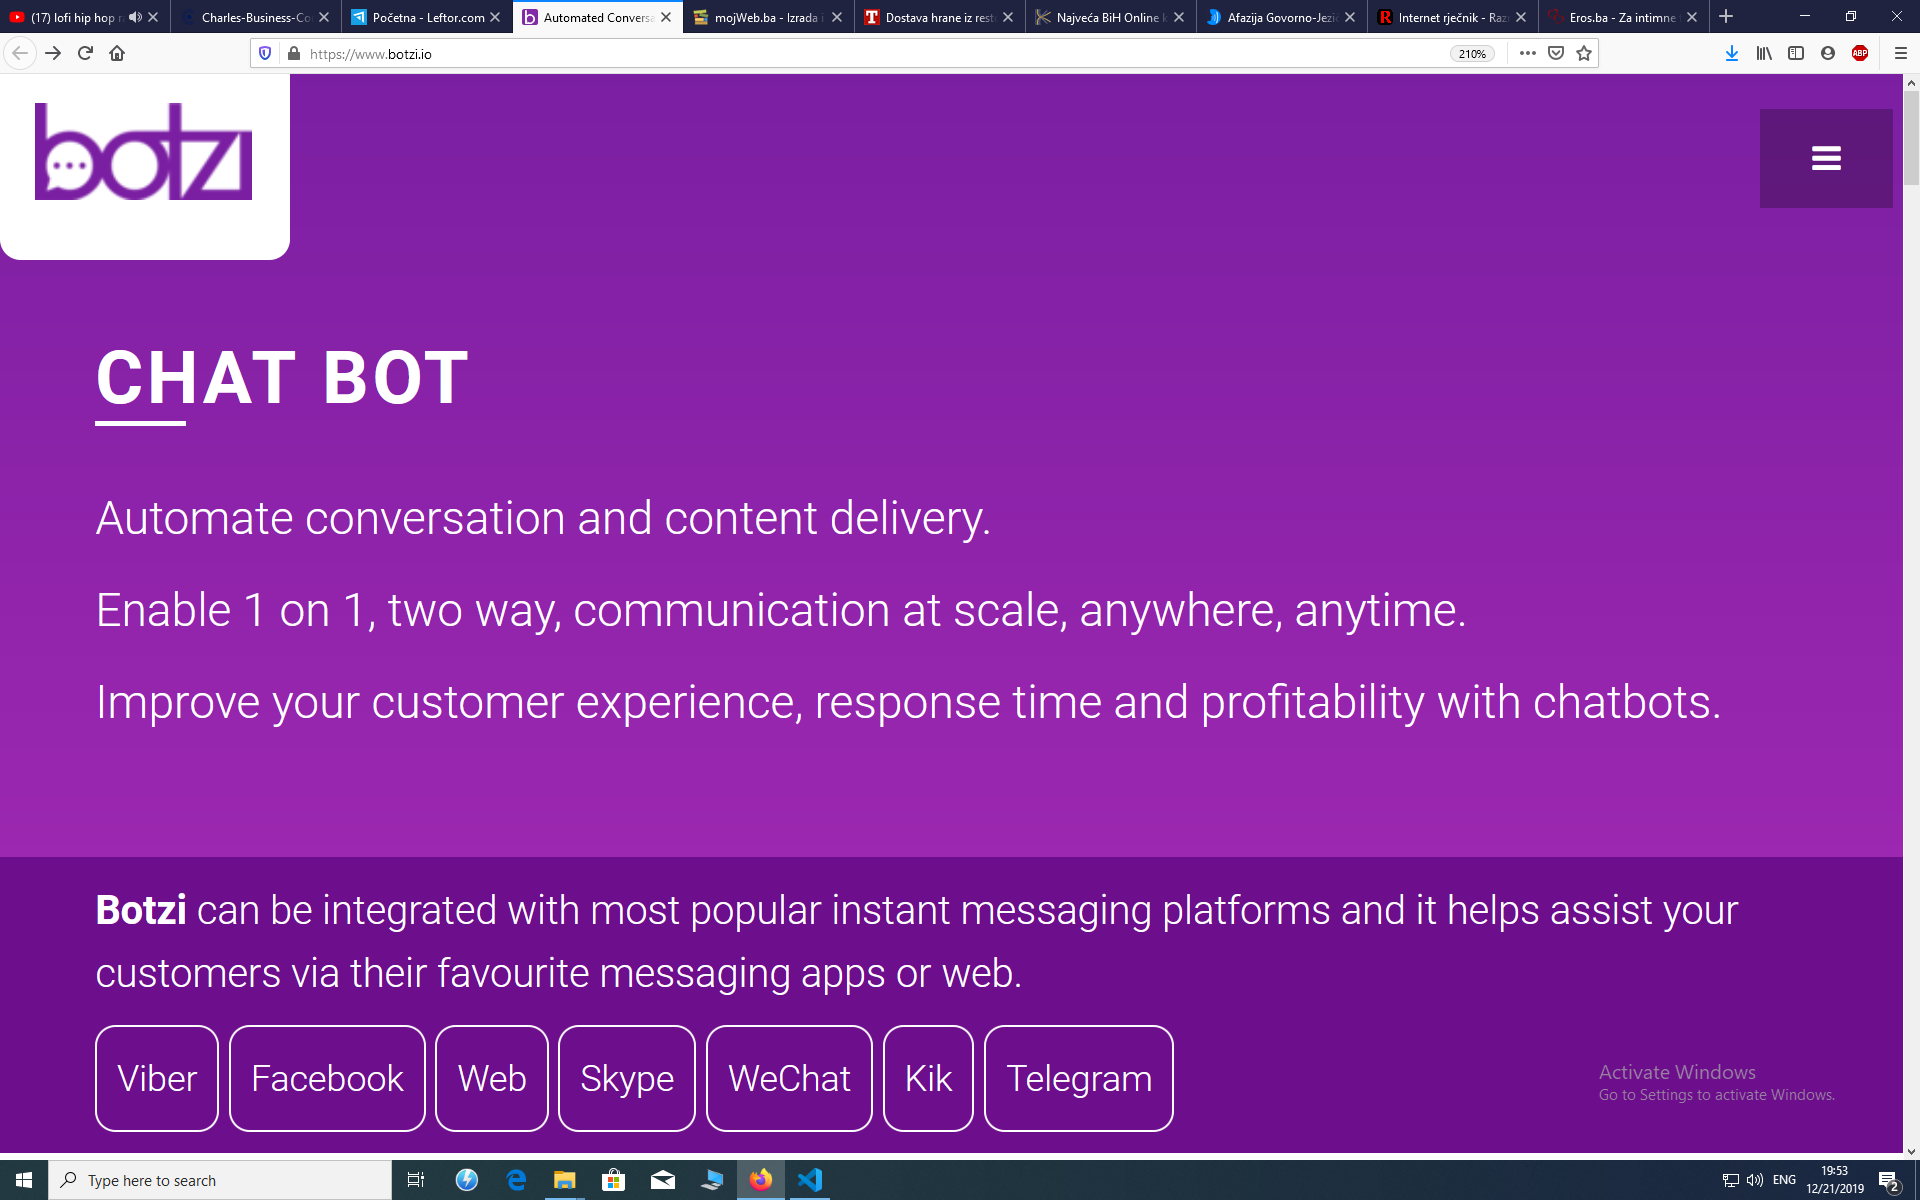 (17) lofi hip hop ra
Charles-Business-Co
Početna - Leftor.com
Automated Conversa
mojWeb.ba - Izrada i
Dostava hrane iz rest
Najveća BiH Online k
Afazija Govorno-Jezi
Internet rječnik - Raz
Eros.ba - Za intimne
https://www.botzi.io
210%
ABP
botzi
CHAT BOT
Automate conversation and content delivery.
Enable 1 on 1, two way, communication at scale, anywhere, anytime.
Improve your customer experience, response time and profitability with chatbots.
Botzi can be integrated with most popular instant messaging platforms and it helps assist your
customers via their favourite messaging apps or web.
Viber Facebook Web Skype WeChat Kik Telegram
Activate Windows
Go to Settings to activate Windows.
Type here to search
ENG
19:53
12/21/2019
2